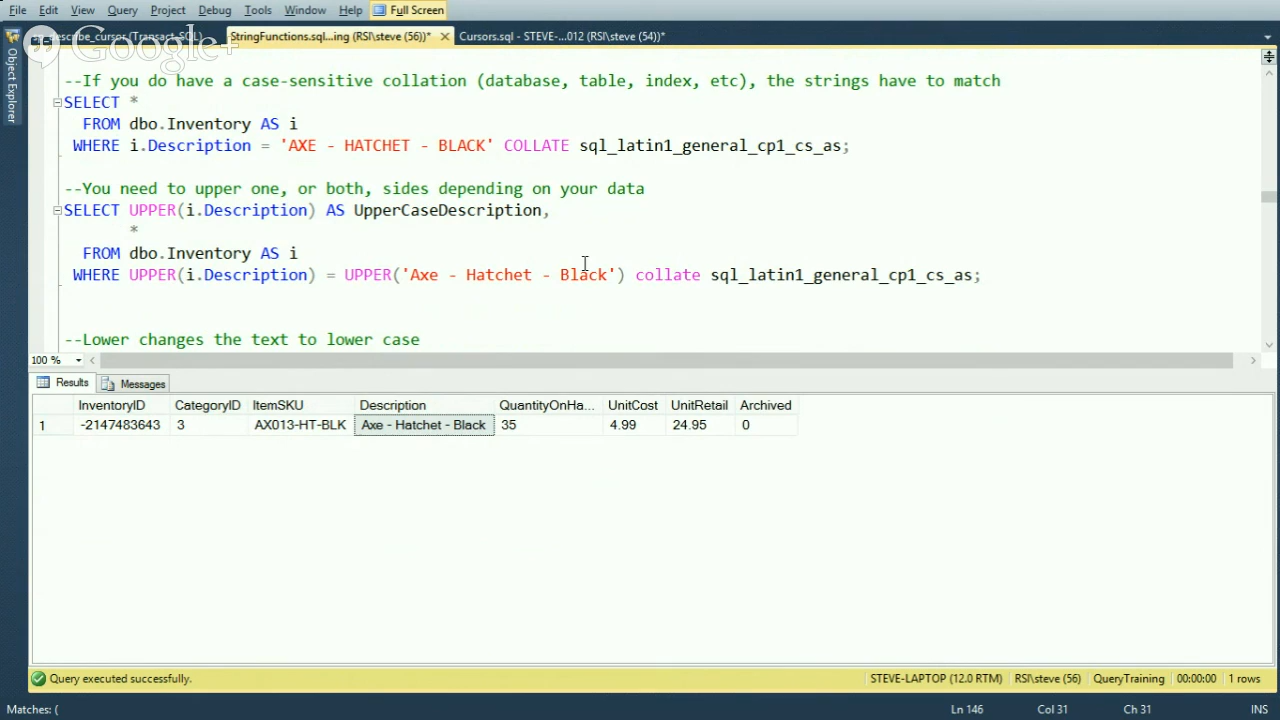 File Edit View Query Project Debug Tools Window Help Full Screen
Google+
sp_describe_cursor (Transact-SQL) StringFunctions.sql...ing (RSI\steve (56))* Cursors.sql - STEVE-...012 (RSI\steve (54))*
Object Explorer
--If you do have a case-sensitive collation (database, table, index, etc), the strings have to match
SELECT *
FROM dbo.Inventory AS i
WHERE i.Description = 'AXE - HATCHET - BLACK' COLLATE sql_latin1_general_cp1_cs_as;
--You need to upper one, or both, sides depending on your data
SELECT UPPER(i.Description) AS UpperCaseDescription,
*
FROM dbo.Inventory AS i
WHERE UPPER(i.Description) = UPPER('Axe - Hatchet - Black') collate sql_latin1_general_cp1_cs_as;
--Lower changes the text to lower case
100 %
Results Messages
InventoryID CategoryID ItemSKU Description QuantityOnHa... UnitCost UnitRetail Archived
1 -2147483643 3 AX013-HT-BLK Axe - Hatchet - Black 35 4.99 24.95 0
Query executed successfully. STEVE-LAPTOP (12.0 RTM) RSI\steve (56) QueryTraining 00:00:00 1 rows
Matches: ( Ln 146 Col 31 Ch 31 INS